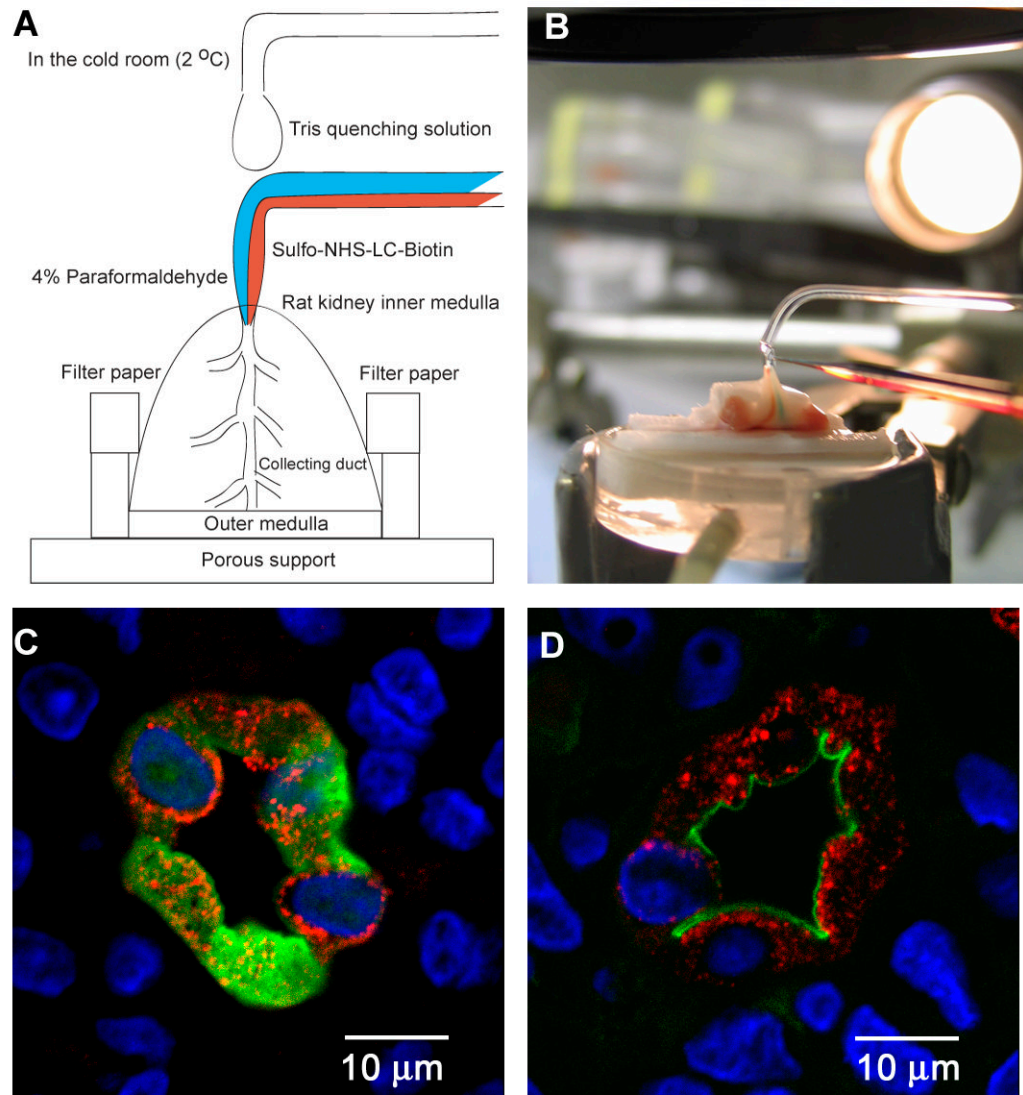 A
In the cold room (2 ºC)
Tris quenching solution
Sulfo-NHS-LC-Biotin
4% Paraformaldehyde
Rat kidney inner medulla
Filter paper
Filter paper
Collecting duct
Outer medulla
Porous support
B
C
10 μm
D
10 μm